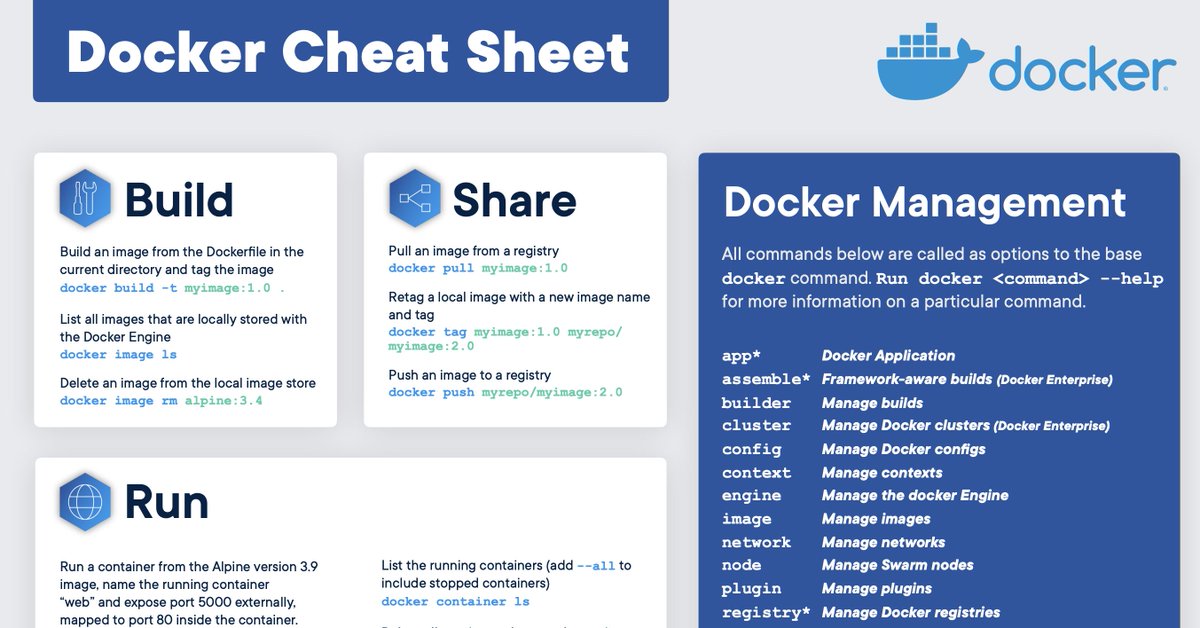 Docker Cheat Sheet
docker
Build
Build an image from the Dockerfile in the
current directory and tag the image
docker build -t myimage:1.0 .
List all images that are locally stored with
the Docker Engine
docker image ls
Delete an image from the local image store
docker image rm alpine:3.4
Share
Pull an image from a registry
docker pull myimage:1.0
Retag a local image with a new image name
and tag
docker tag myimage:1.0 myrepo/
myimage:2.0
Push an image to a registry
docker push myrepo/myimage:2.0
Run
Run a container from the Alpine version 3.9
image, name the running container
“web” and expose port 5000 externally,
mapped to port 80 inside the container.
List the running containers (add --all to
include stopped containers)
docker container ls
Docker Management
All commands below are called as options to the base
docker command. Run docker <command> --help
for more information on a particular command.
app* Docker Application
assemble* Framework-aware builds (Docker Enterprise)
builder Manage builds
cluster Manage Docker clusters (Docker Enterprise)
config Manage Docker configs
context Manage contexts
engine Manage the docker Engine
image Manage images
network Manage networks
node Manage Swarm nodes
plugin Manage plugins
registry* Manage Docker registries